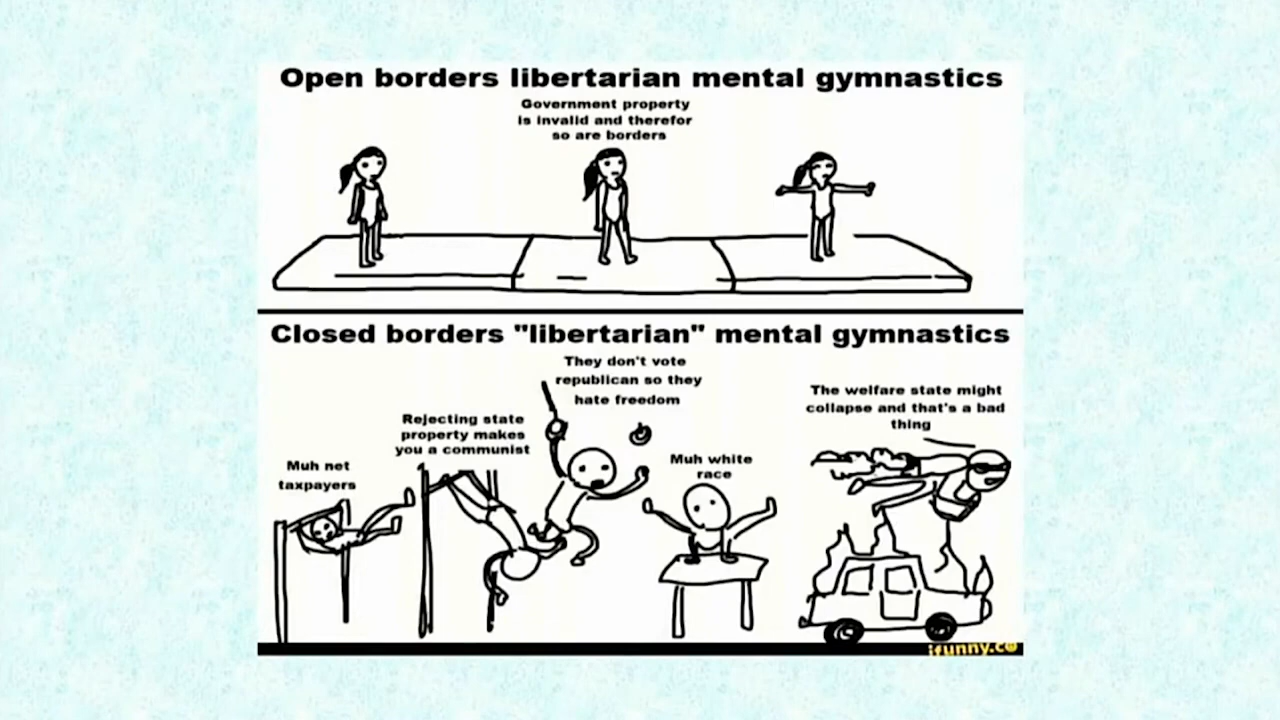 Open borders libertarian mental gymnastics
Government property
is invalid and therefor
so are borders
Closed borders "libertarian" mental gymnastics
They don't vote
republican so they
hate freedom
The welfare state might
collapse and that's a bad
thing
Rejecting state
property makes
you a communist
Muh net
taxpayers
Muh white
race
ifunny.co